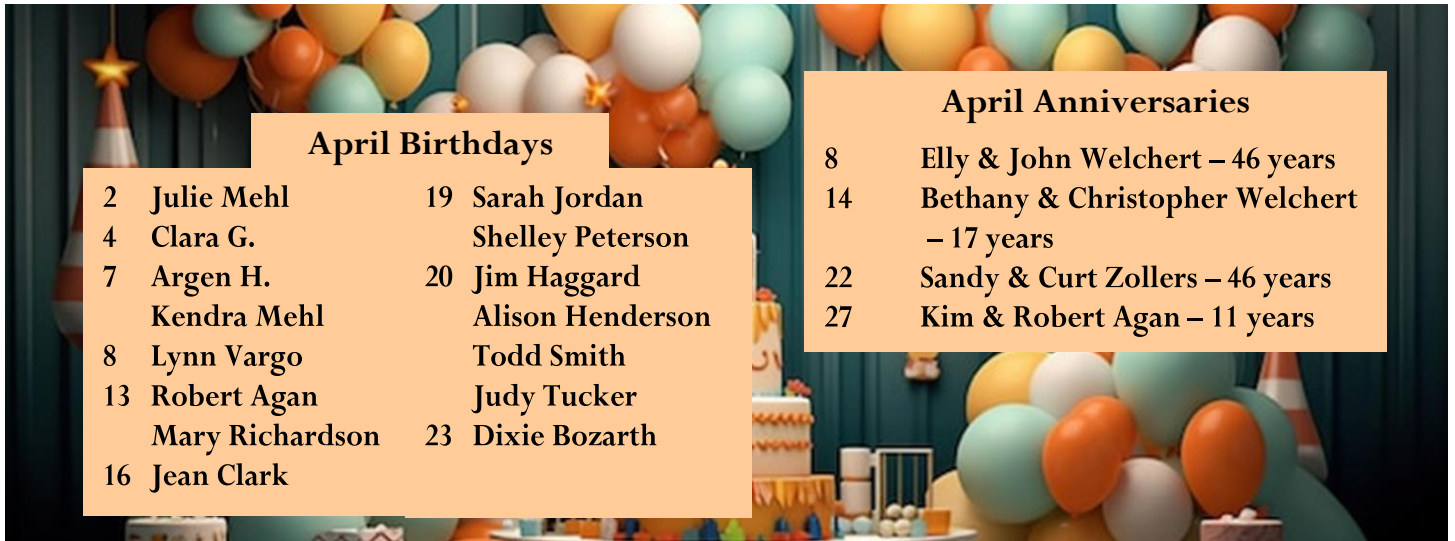 April Birthdays
2 Julie Mehl
4 Clara G.
7 Argen H.
Kendra Mehl
8 Lynn Vargo
13 Robert Agan
Mary Richardson
16 Jean Clark
19 Sarah Jordan
Shelley Peterson
20 Jim Haggard
Alison Henderson
Todd Smith
Judy Tucker
23 Dixie Bozarth
April Anniversaries
8 Elly & John Welchert – 46 years
14 Bethany & Christopher Welchert
– 17 years
22 Sandy & Curt Zollers – 46 years
27 Kim & Robert Agan – 11 years